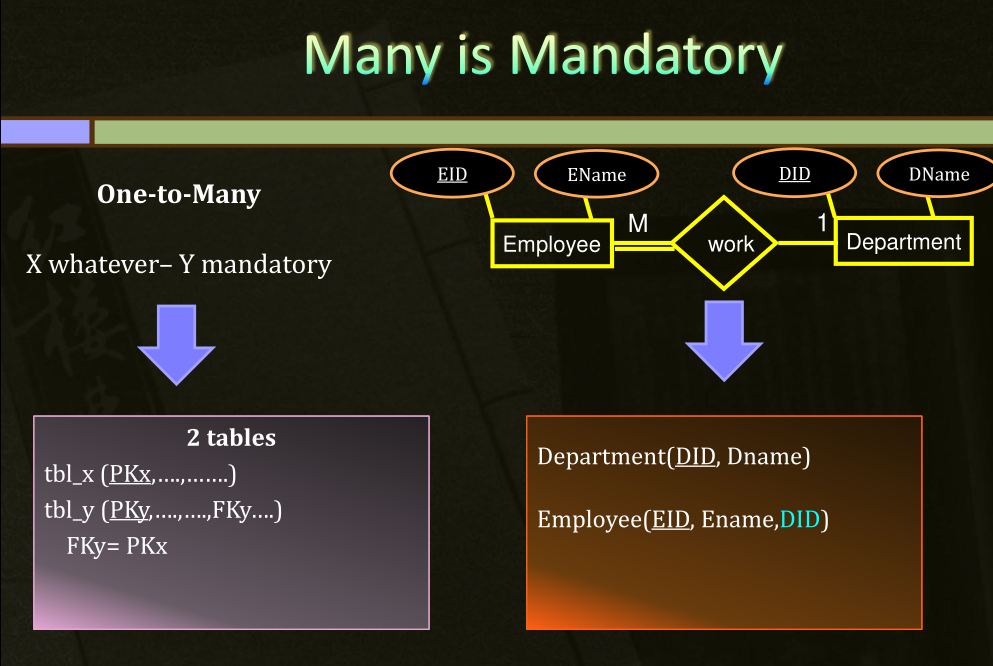 Many is Mandatory
One-to-Many
X whatever– Y mandatory
EID
EName
DID
DName
Employee
M
work
1
Department
2 tables
tbl_x (PKx,....,…….)
tbl_y (PKy,….,….,FKy….)
FKy= PKx
Department(DID, Dname)
Employee(EID, Ename,DID)